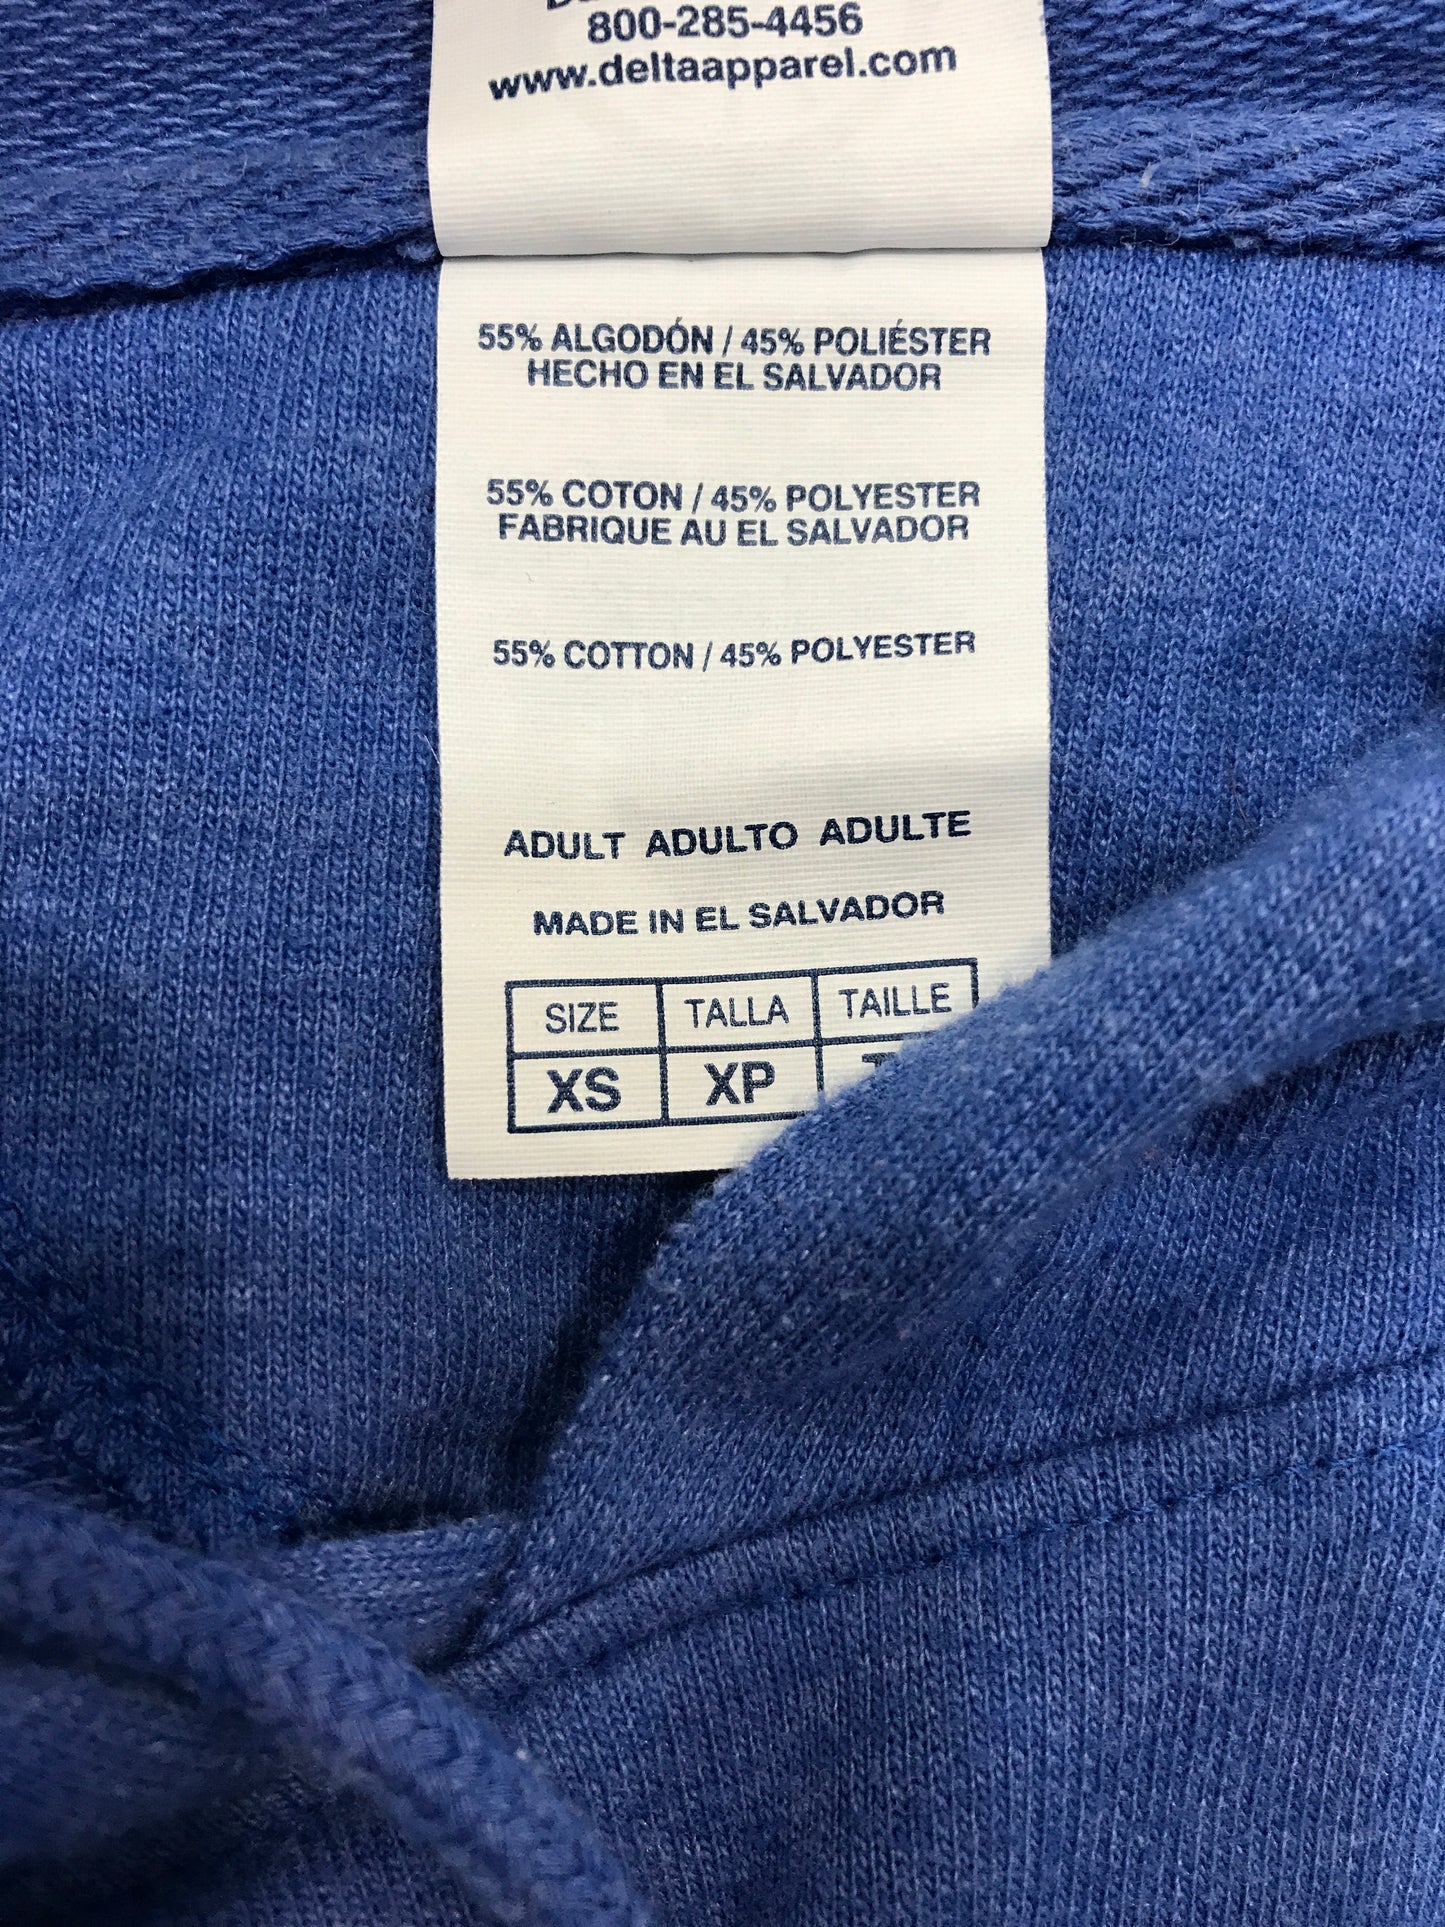 800-285-4456
www.deltaapparel.com
55% ALGODÓN / 45% POLIÉSTER
HECHO EN EL SALVADOR
55% COTON / 45% POLYESTER
FABRIQUE AU EL SALVADOR
55% COTTON / 45% POLYESTER
ADULT ADULTO ADULTE
MADE IN EL SALVADOR
SIZE TALLA TAILLE
XS XP